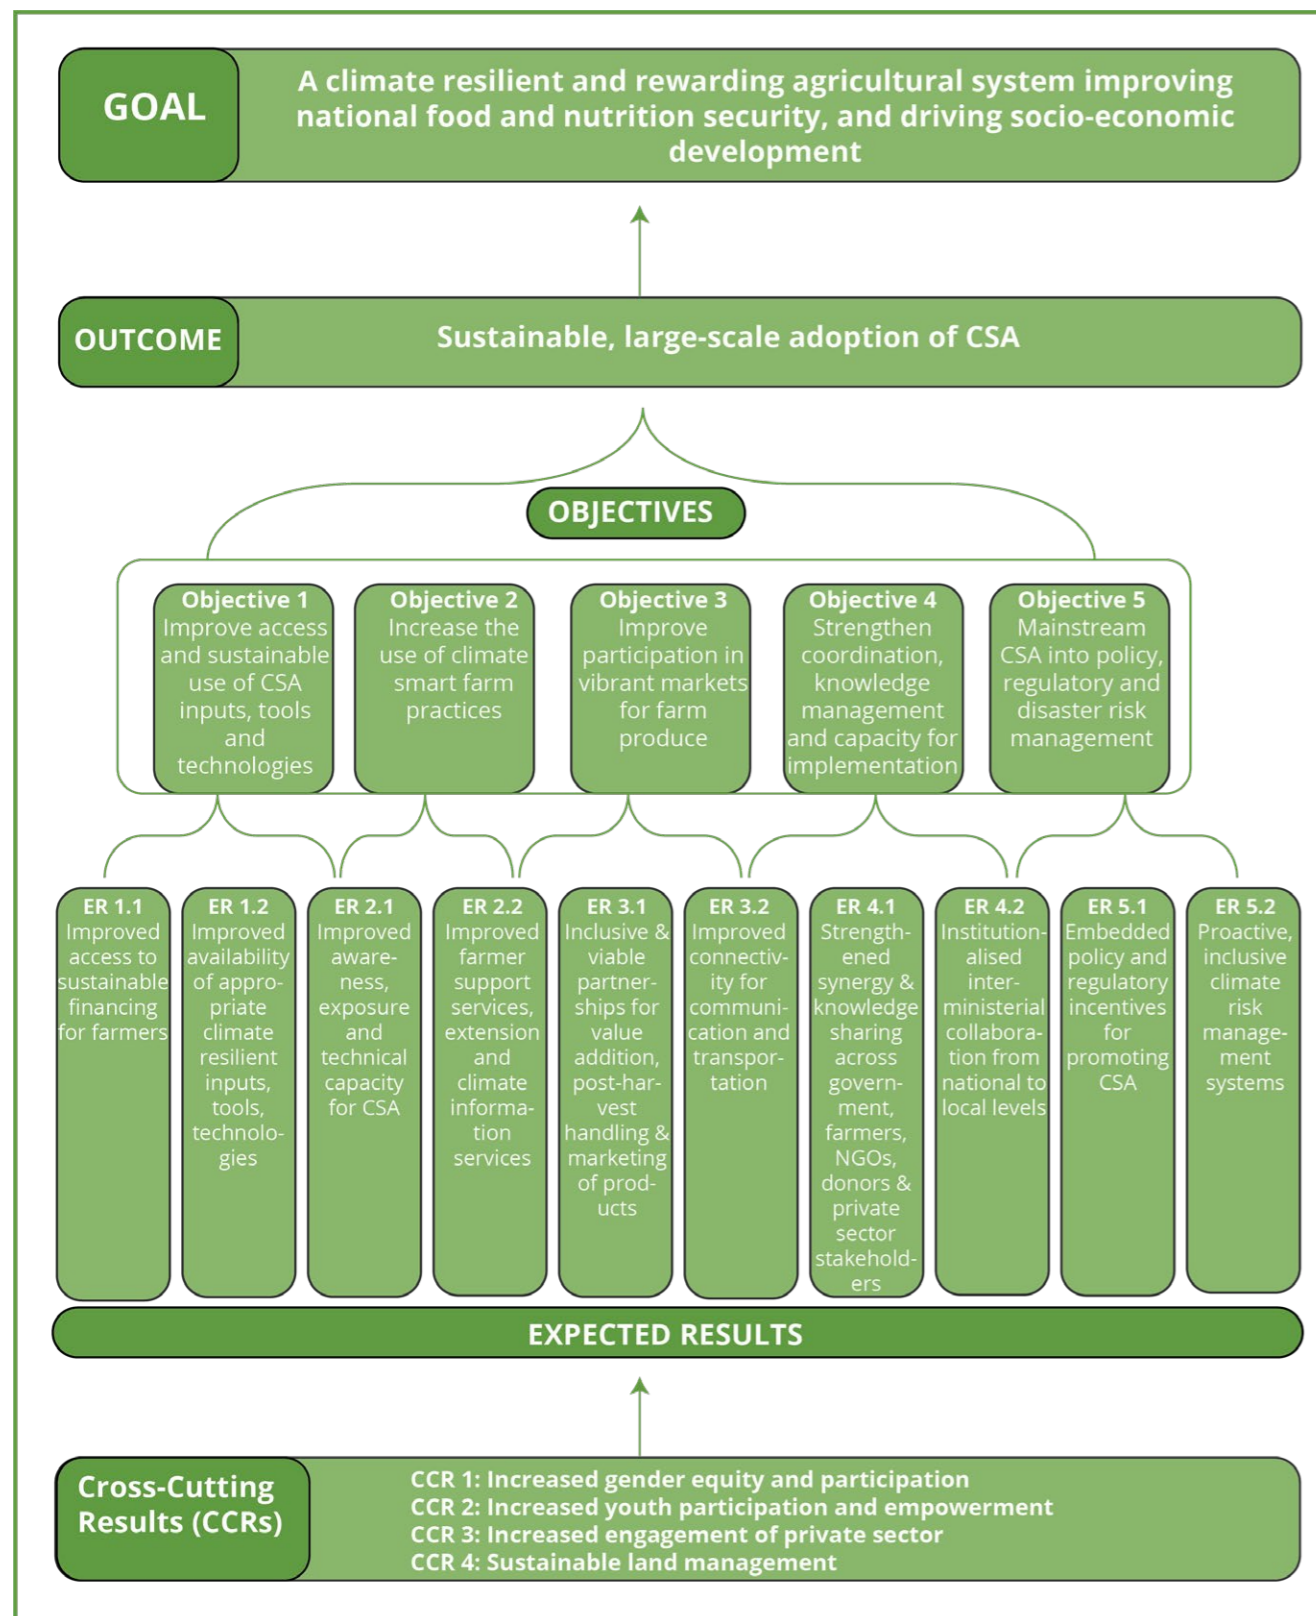 GOAL
A climate resilient and rewarding agricultural system improving
national food and nutrition security, and driving socio-economic
development
OUTCOME
Sustainable, large-scale adoption of CSA
OBJECTIVES
Objective 1
Improve access
and sustainable
use of CSA
inputs, tools
and
technologies
Objective 2
Increase the
use of climate
smart farm
practices
Objective 3
Improve
participation in
vibrant markets
for farm
produce
Objective 4
Strengthen
coordination,
knowledge
management
and capacity for
implementation
Objective 5
Mainstream
CSA into policy,
regulatory and
disaster risk
management
ER 1.1
Improved
access to
sustainable
financing
for farmers
ER 1.2
Improved
availability
of appro-
priate
climate
resilient
inputs,
tools,
technolo-
gies
ER 2.1
Improved
aware-
ness,
exposure
and
technical
capacity
for CSA
ER 2.2
Improved
farmer
support
services,
extension
and
climate
informa-
tion
services
ER 3.1
Inclusive &
viable
partner-
ships for
value
addition,
post-har-
vest
handling &
marketing
of prod-
ucts
ER 3.2
Improved
connectiv-
ity for
communi-
cation and
transpor-
tation
ER 4.1
Strength-
ened
synergy &
knowledge
sharing
across
govern-
ment,
farmers,
NGOs,
donors &
private
sector
stakehold-
ers
ER 4.2
Institution-
alised
inter-
ministerial
collabora-
tion from
national to
local levels
ER 5.1
Embedded
policy and
regulatory
incentives
for
promoting
CSA
ER 5.2
Proactive,
inclusive
climate
risk
manage-
ment
systems
EXPECTED RESULTS
Cross-Cutting
Results (CCRs)
CCR 1: Increased gender equity and participation
CCR 2: Increased youth participation and empowerment
CCR 3: Increased engagement of private sector
CCR 4: Sustainable land management